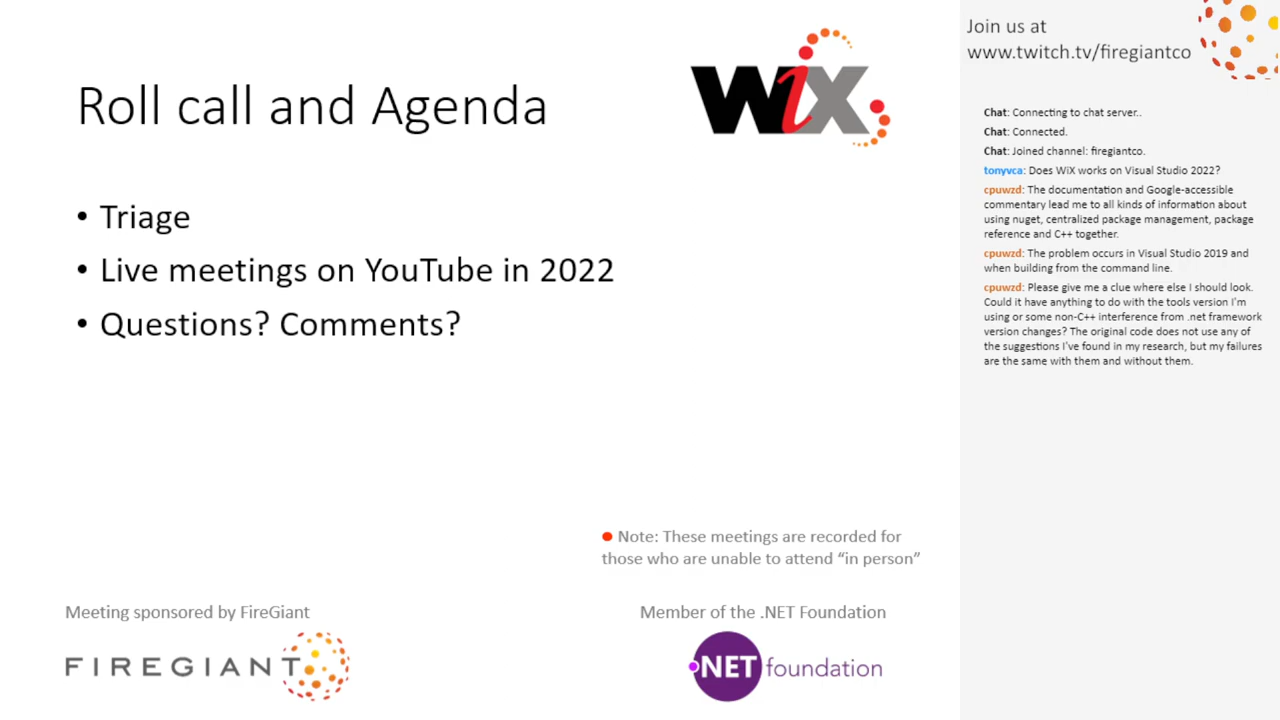 Roll call and Agenda
WiX
• Triage
• Live meetings on YouTube in 2022
• Questions? Comments?
Note: These meetings are recorded for
those who are unable to attend “in person”
Meeting sponsored by FireGiant
FIREGIANT
Member of the .NET Foundation
.NET foundation
Join us at
www.twitch.tv/firegiantco
Chat: Connecting to chat server..
Chat: Connected.
Chat: Joined channel: firegiantco.
tonyvca: Does WiX works on Visual Studio 2022?
cpuwzd: The documentation and Google-accessible
commentary lead me to all kinds of information about
using nuget, centralized package management, package
reference and C++ together.
cpuwzd: The problem occurs in Visual Studio 2019 and
when building from the command line.
cpuwzd: Please give me a clue where else I should look.
Could it have anything to do with the tools version I'm
using or some non-C++ interference from .net framework
version changes? The original code does not use any of
the suggestions I've found in my research, but my failures
are the same with them and without them.